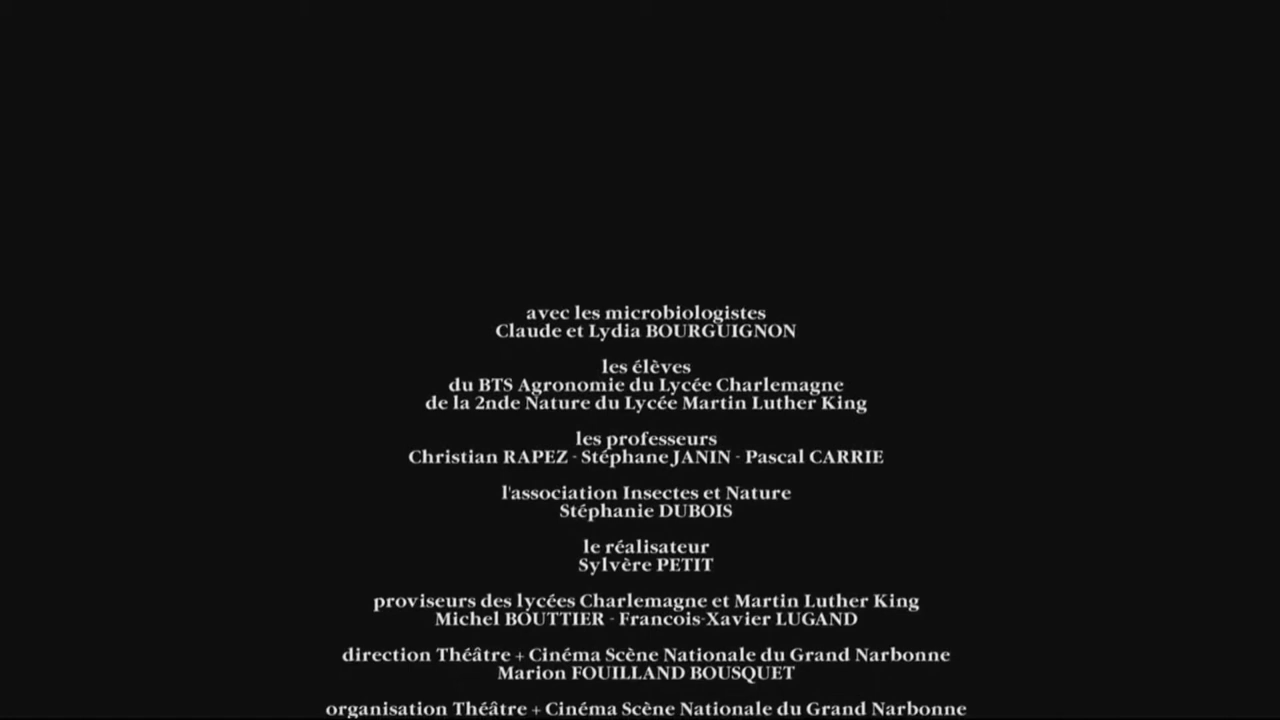 avec les microbiologistes
Claude et Lydia BOURGUIGNON
les élèves
du BTS Agronomie du Lycée Charlemagne
de la 2nde Nature du Lycée Martin Luther King
les professeurs
Christian RAPEZ - Stéphane JANIN - Pascal CARRIE
l'association Insectes et Nature
Stéphanie DUBOIS
le réalisateur
Sylvère PETIT
proviseurs des lycées Charlemagne et Martin Luther King
Michel BOUTTIER - Francois-Xavier LUGAND
direction Théâtre + Cinéma Scène Nationale du Grand Narbonne
Marion FOUILLAND BOUSQUET
organisation Théâtre + Cinéma Scène Nationale du Grand Narbonne